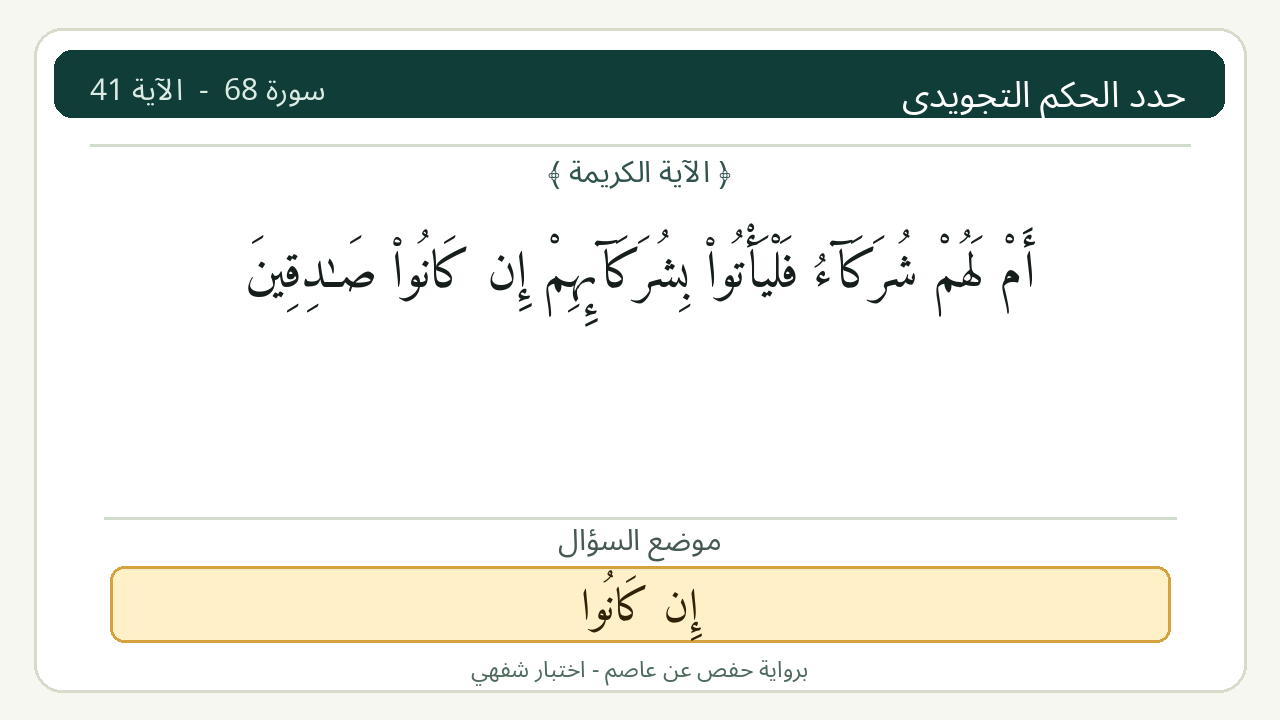 حدد الحكم التجويدى
سورة 68 - الآية 41
﴿ الآية الكريمة ﴾
أَمْ لَهُمْ شُرَكَآءُ فَلْيَأْتُوا۟ بِشُرَكَآئِهِمْ إِن كَانُوا۟ صَـٰدِقِينَ
موضع السؤال
إِن كَانُوا
برواية حفص عن عاصم - اختبار شفهي